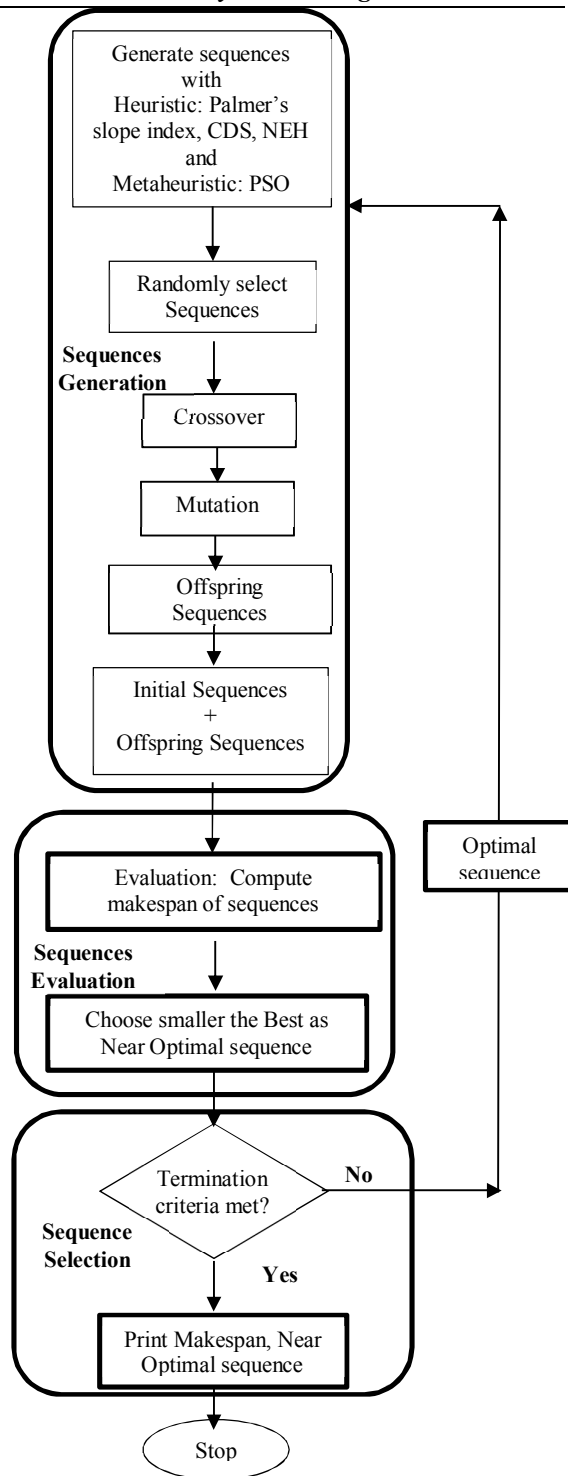 Generate sequences
with
Heuristic: Palmer's
slope index, CDS, NEH
and
Metaheuristic: PSO
Randomly select
Sequences
Sequences
Generation
Crossover
Mutation
Offspring
Sequences
Initial Sequences
+
Offspring Sequences
Optimal
sequence
Evaluation: Compute
makespan of sequences
Sequences
Evaluation
Choose smaller the Best as
Near Optimal sequence
No
Termination
criteria met?
Sequence
Selection
Yes
Print Makespan, Near
Optimal sequence
Stop